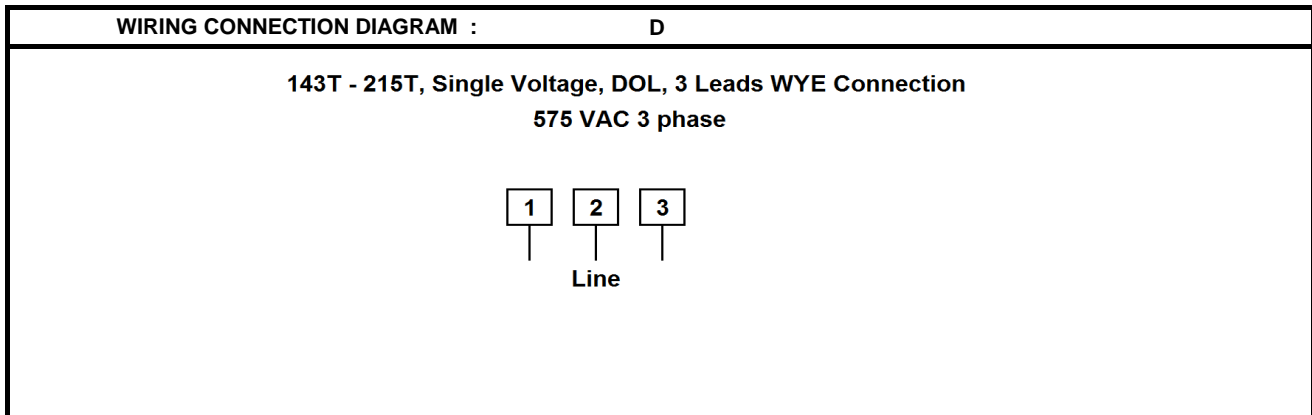 WIRING CONNECTION DIAGRAM : D
143T - 215T, Single Voltage, DOL, 3 Leads WYE Connection
575 VAC 3 phase
1 2 3
Line